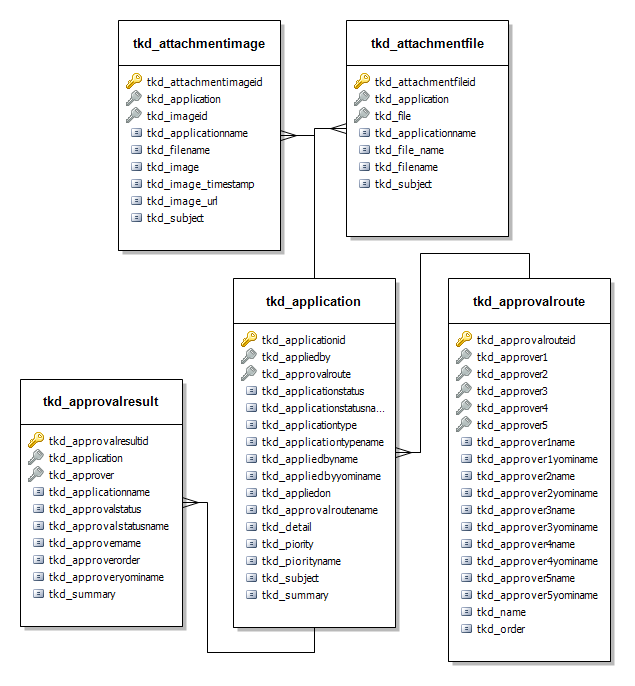 tkd_attachmentimage
tkd_attachmentimageid
tkd_application
tkd_imageid
tkd_applicationname
tkd_filename
tkd_image
tkd_image_timestamp
tkd_image_url
tkd_subject
tkd_attachmentfile
tkd_attachmentfileid
tkd_application
tkd_file
tkd_applicationname
tkd_file_name
tkd_filename
tkd_subject
tkd_application
tkd_applicationid
tkd_appliedby
tkd_approvalroute
tkd_applicationstatus
tkd_applicationstatusna...
tkd_applicationtype
tkd_applicationtypename
tkd_appliedbyname
tkd_appliedbyyominame
tkd_appliedon
tkd_approvalroutename
tkd_detail
tkd_piority
tkd_piorityname
tkd_subject
tkd_summary
tkd_approvalroute
tkd_approvalrouteid
tkd_approver1
tkd_approver2
tkd_approver3
tkd_approver4
tkd_approver5
tkd_approver1name
tkd_approver1yominame
tkd_approver2name
tkd_approver2yominame
tkd_approver3name
tkd_approver3yominame
tkd_approver4name
tkd_approver4yominame
tkd_approver5name
tkd_approver5yominame
tkd_name
tkd_order
tkd_approvalresult
tkd_approvalresultid
tkd_application
tkd_approver
tkd_applicationname
tkd_approvalstatus
tkd_approvalstatusname
tkd_approvername
tkd_approverorder
tkd_approveryominame
tkd_summary